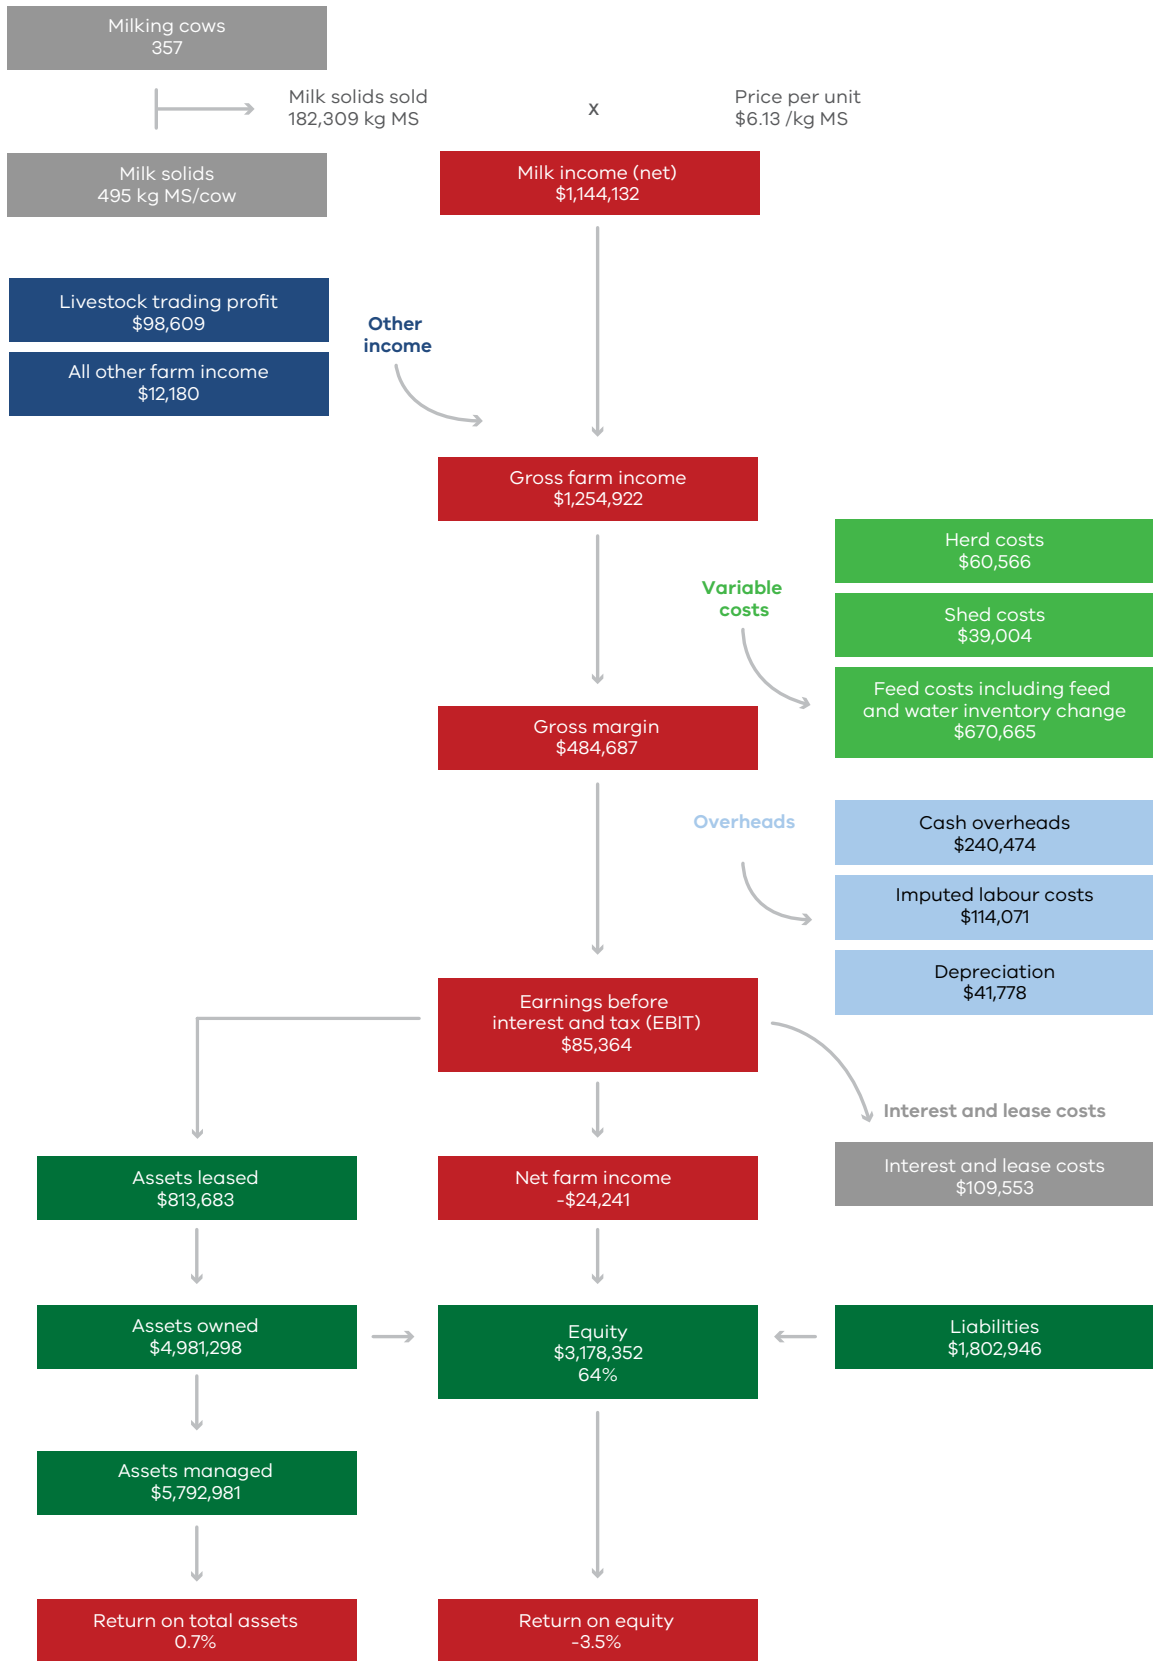 Milking cows
357
Milk solids sold
182,309 kg MS
x
Price per unit
$6.13 /kg MS
Milk solids
495 kg MS/cow
Milk income (net)
$1,144,132
Livestock trading profit
$98,609
Other
income
All other farm income
$12,180
Gross farm income
$1,254,922
Variable
costs
Herd costs
$60,566
Shed costs
$39,004
Feed costs including feed
and water inventory change
$670,665
Gross margin
$484,687
Overheads
Cash overheads
$240,474
Imputed labour costs
$114,071
Depreciation
$41,778
Earnings before
interest and tax (EBIT)
$85,364
Interest and lease costs
Interest and lease costs
$109,553
Assets leased
$813,683
Net farm income
-$24,241
Assets owned
$4,981,298
Equity
$3,178,352
64%
Liabilities
$1,802,946
Assets managed
$5,792,981
Return on total assets
0.7%
Return on equity
-3.5%